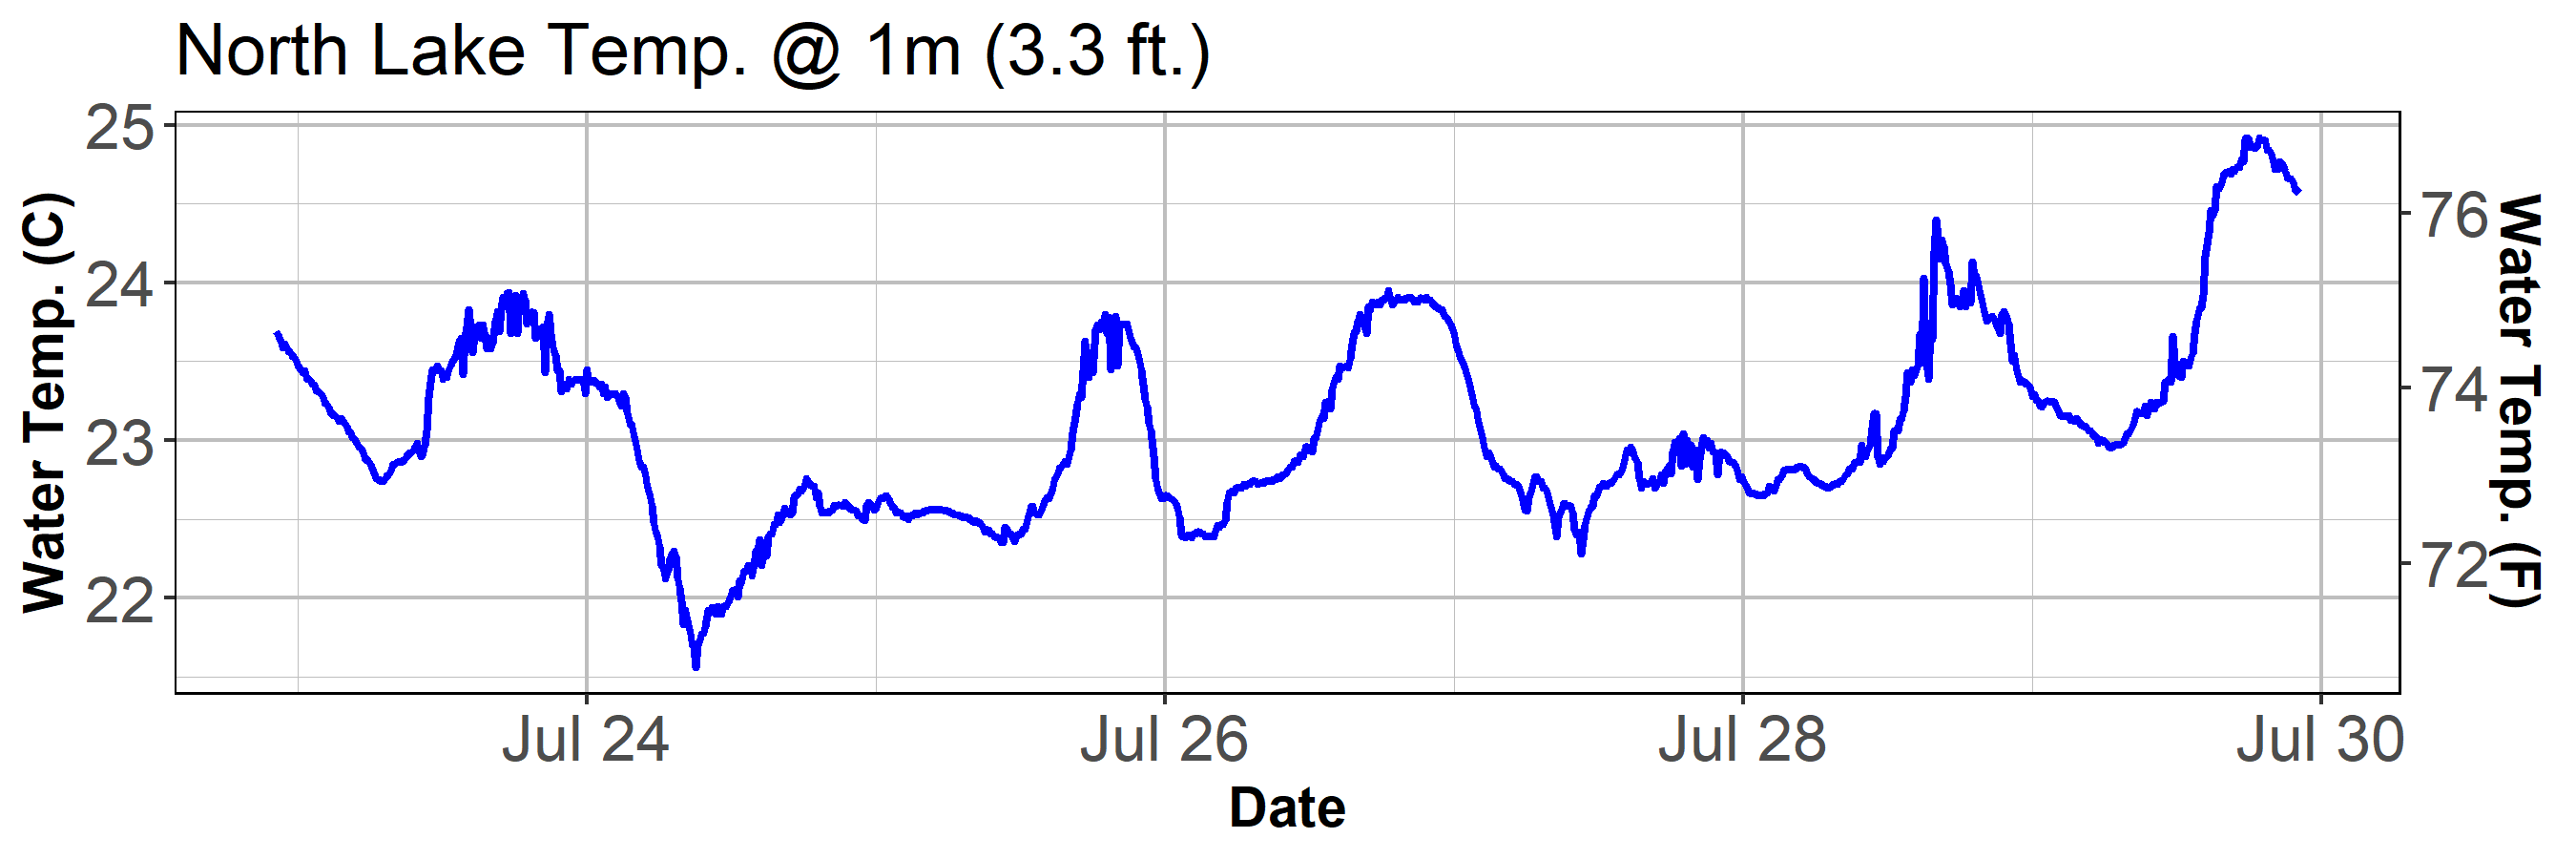 North Lake Temp. @ 1m (3.3 ft.)
Water Temp. (C)
25
24
23
22
76
74
72
Water Temp. (F)
Jul 24 Jul 26 Jul 28 Jul 30
Date